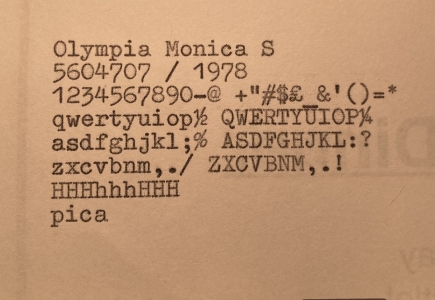 Olympia Monica S
5604707 / 1978
1234567890-@ +"#$£_&'()=*
qwertyuiop½ QWERTYUIOP¼
asdfghjkl;% ASDFGHJKL:?
zxcvbnm,./ ZXCVBNM,.!
HHHhhhHHH
pica